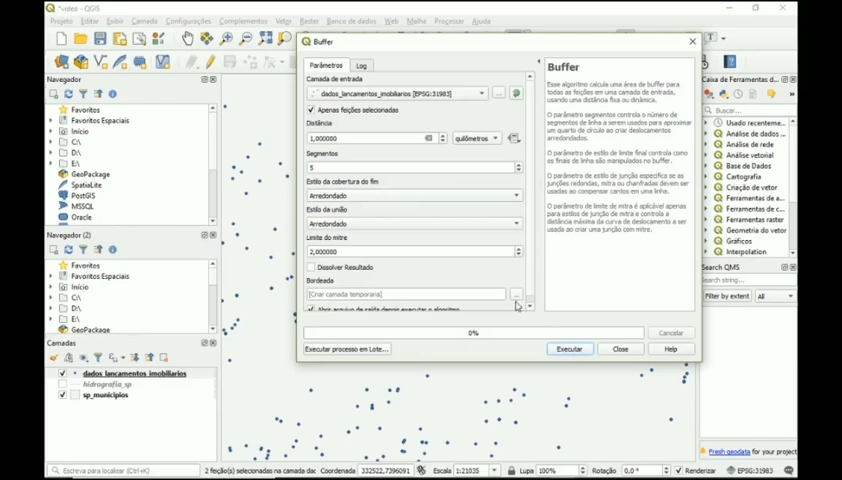 *video — QGIS
Projeto Editar Exibir Camada Configurações Complementos Vetor Raster Banco de dados Web Malha Processar Ajuda
Navegador
Favoritos
Favoritos Espaciais
Início
C:\
D:\
E:\
GeoPackage
SpatiaLite
PostGIS
MSSQL
Oracle
Navegador (2)
Favoritos
Favoritos Espaciais
Início
C:\
D:\
E:\
GeoPackage
Camadas
dados_lancamentos_imobiliarios
hidrografia_sp
sp_municipios
Buffer
Parâmetros Log
Camada de entrada
dados_lancamentos_imobiliarios [EPSG:31983]
Apenas feições selecionadas
Distância
1,000000
quilômetros
Segmentos
5
Estilo da cobertura do fim
Arredondado
Estilo da união
Arredondado
Limite do mitre
2,000000
Dissolver Resultado
Bordeada
[Criar camada temporaria]
Abrir arquivo de saída depois executar o algoritmo
0%
Cancelar
Executar processo em Lote...
Executar
Close
Help
Buffer
Esse algoritmo calcula uma área de buffer para
todas as feições em uma camada de entrada,
usando uma distância fixa ou dinâmica.
O parâmetro segmentos controla o número de
segmentos de linha a serem usados para aproximar
um quarto de círculo ao criar deslocamentos
arredondados.
O parâmetro de estilo de limite final controla como
os finais de linha são manipulados no buffer.
O parâmetro de estilo de junção especifica se as
junções redondas, mitra ou chanfradas devem ser
usadas ao compensar cantos em uma linha.
O parâmetro de limite de mitra é aplicável apenas
para estilos de junção de mitra e controla a
distância máxima da curva de deslocamento a ser
usada ao criar uma junção com mitra.
Caixa de Ferramentas d...
Buscar...
Usado recenteme...
Análise de dados ...
Análise de rede
Análise vetorial
Base de Dados
Cartografia
Criação de vetor
Ferramentas de a...
Ferramentas de c...
Ferramentas raster
Geometria do vetor
Gráficos
Interpolation
Search QMS
Search string...
Filter by extent
All
Fresh geodata for your projec
Escreva para localizar (Ctrl+K)
2 feição(s) selecionadas na camada dac
Coordenada 332522,7396091
Escala 1:21035
Lupa 100%
Rotação 0,0 °
Renderizar
EPSG:31983